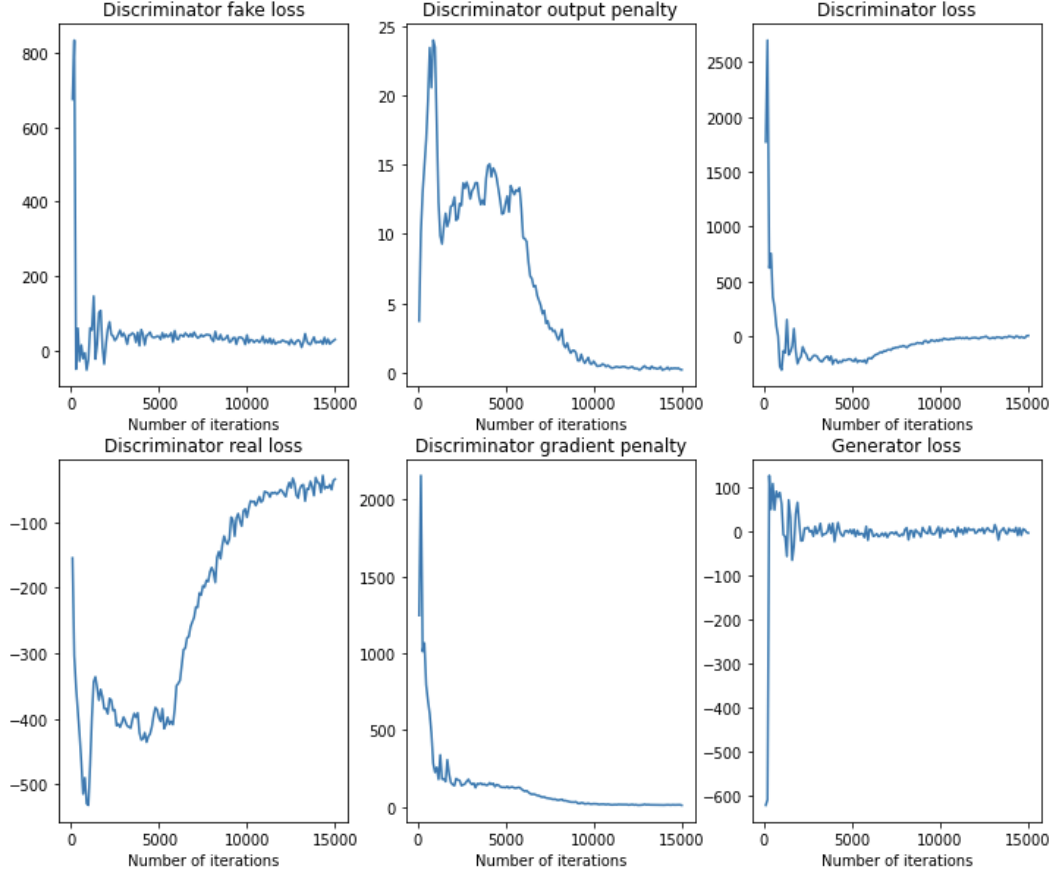 Discriminator fake loss
800
600
400
200
0
0 5000 10000 15000
Number of iterations
Discriminator output penalty
25
20
15
10
5
0
0 5000 10000 15000
Number of iterations
Discriminator loss
2500
2000
1500
1000
500
0
0 5000 10000 15000
Number of iterations
Discriminator real loss
−100
−200
−300
−400
−500
0 5000 10000 15000
Number of iterations
Discriminator gradient penalty
2000
1500
1000
500
0
0 5000 10000 15000
Number of iterations
Generator loss
100
0
−100
−200
−300
−400
−500
−600
0 5000 10000 15000
Number of iterations